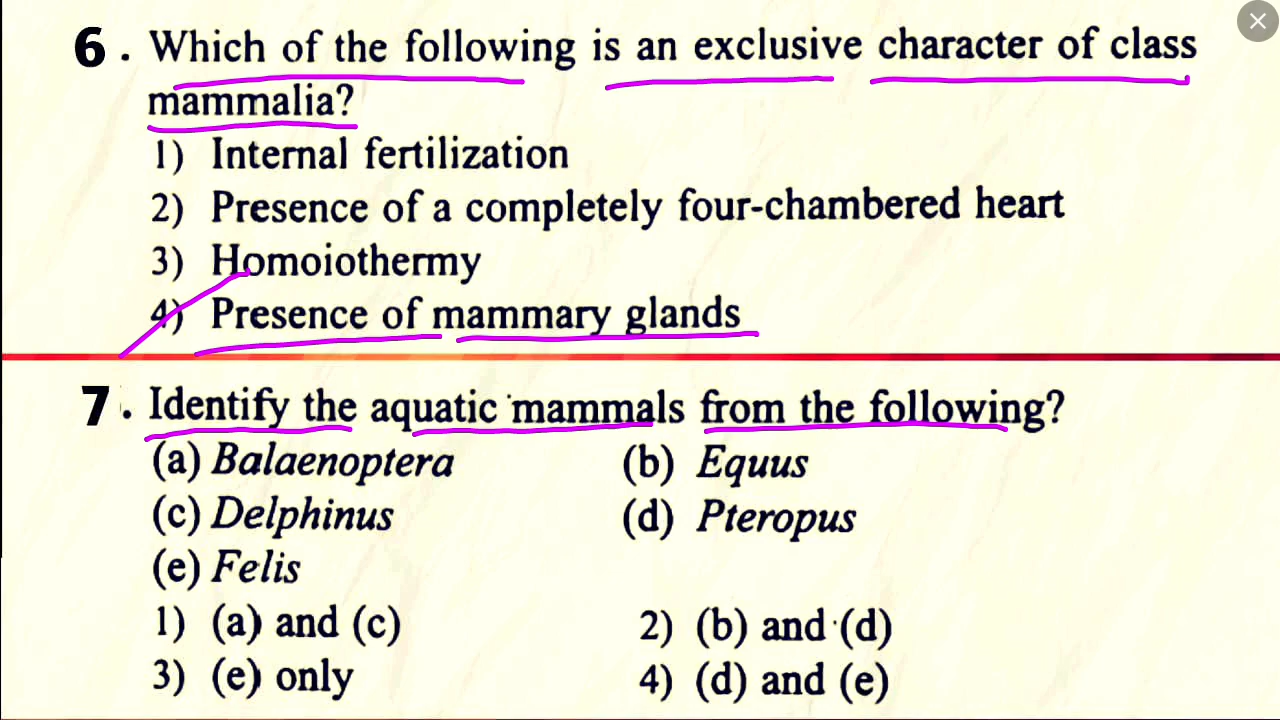 6. Which of the following is an exclusive character of class
mammalia?
1) Internal fertilization
2) Presence of a completely four-chambered heart
3) Homoiothermy
4) Presence of mammary glands
7. Identify the aquatic mammals from the following?
(a) Balaenoptera (b) Equus
(c) Delphinus (d) Pteropus
(e) Felis
1) (a) and (c) 2) (b) and (d)
3) (e) only 4) (d) and (e)